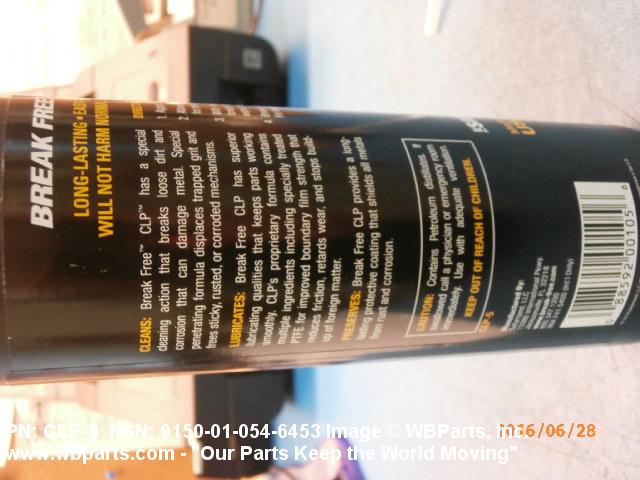 BREAK FREE
LONG-LASTING • EAS
WILL NOT HARM NORMAL
CLEANS: Break Free™ CLP™ has a special
cleaning action that breaks loose dirt and
corrosion that can damage metal. Special
penetrating formula displaces trapped grit and
frees sticky, rusted, or corroded mechanisms.
LUBRICATES: Break Free CLP has superior
lubricating qualities that keeps parts working
smoothly. CLP's proprietary formula contains
multiple ingredients including specially treated
PTFE for improved boundary film strength that
reduces friction, retards wear, and stops build-
up of foreign matter.
PRESERVES: Break Free CLP provides a long-
lasting protective coating that shields all metals
from rust and corrosion.
CAUTION: Contains Petroleum distillates. If
swallowed call a physician or emergency room
immediately. Use with adequate ventilation.
KEEP OUT OF REACH OF CHILDREN.
CLP-5
0 88592 00105 6
2016/06/28
PN: CLP-5 NSN: 9150-01-054-6453 Image © WBParts, Inc.
www.wbparts.com - "Our Parts Keep the World Moving"